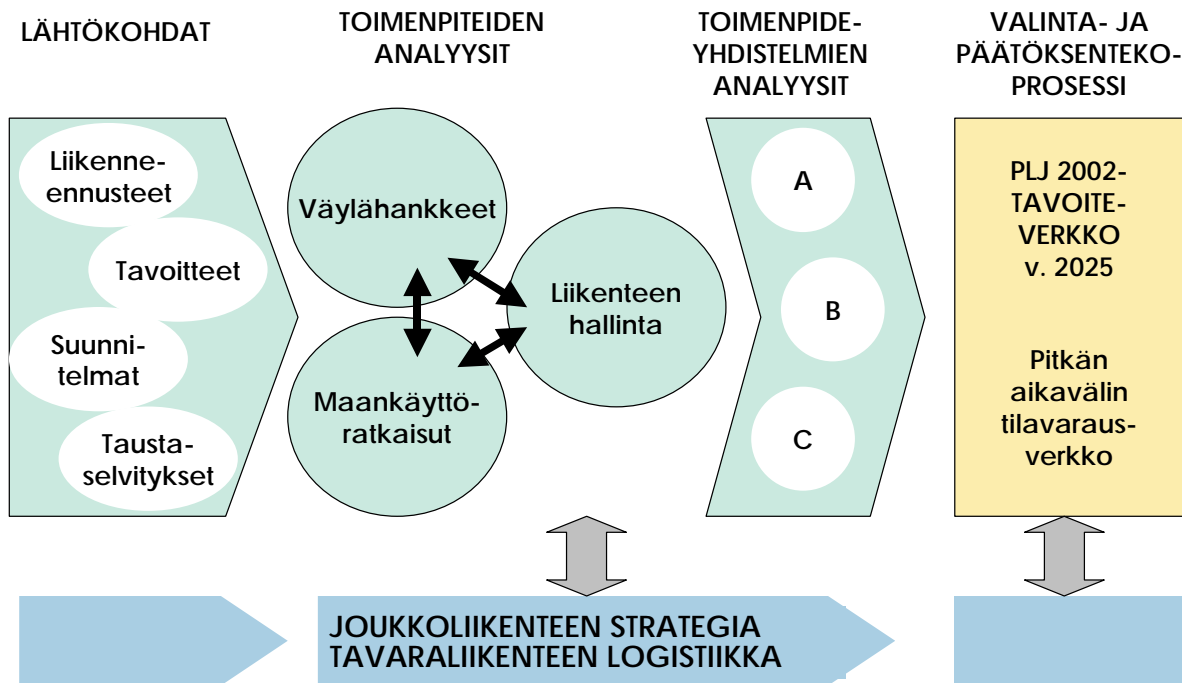 LÄHTÖKOHDAT
TOIMENPITEIDEN
ANALYYSIT
TOIMENPIDE-
YHDISTELMIEN
ANALYYSIT
VALINTA- JA
PÄÄTÖKSENTEKO-
PROSESSI
Liikenne-
ennusteet
Tavoitteet
Suunni-
telmat
Tausta-
selvitykset
Väylähankkeet
Liikenteen
hallinta
Maankäyttö-
ratkaisut
A
B
C
PLJ 2002-
TAVOITE-
VERKKO
v. 2025
Pitkän
aikavälin
tilavaraus-
verkko
JOUKKOLIIKENTEEN STRATEGIA
TAVARALIIKENTEEN LOGISTIIKKA